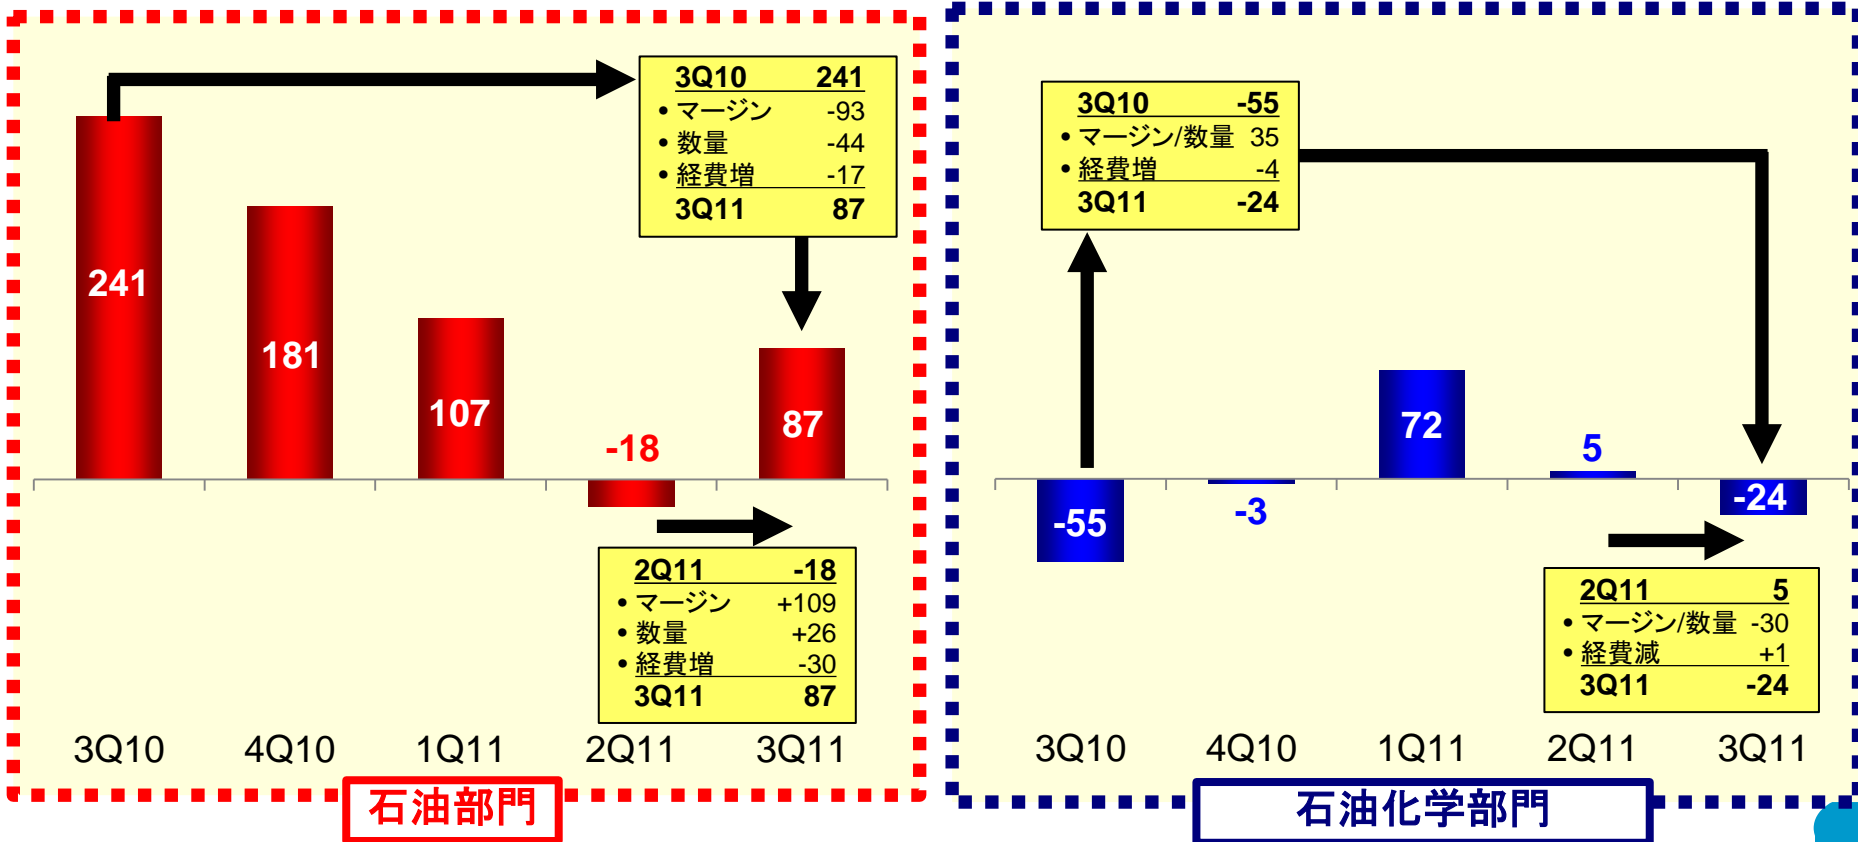 3Q10 241
• マージン -93
• 数量 -44
• 経費増 -17
3Q11 87
241
181
107
-18
87
2Q11 -18
• マージン +109
• 数量 +26
• 経費増 -30
3Q11 87
3Q10 4Q10 1Q11 2Q11 3Q11
石油部門
3Q10 -55
• マージン/数量 35
• 経費増 -4
3Q11 -24
-55
-3
72
5
-24
2Q11 5
• マージン/数量 -30
• 経費減 +1
3Q11 -24
3Q10 4Q10 1Q11 2Q11 3Q11
石油化学部門